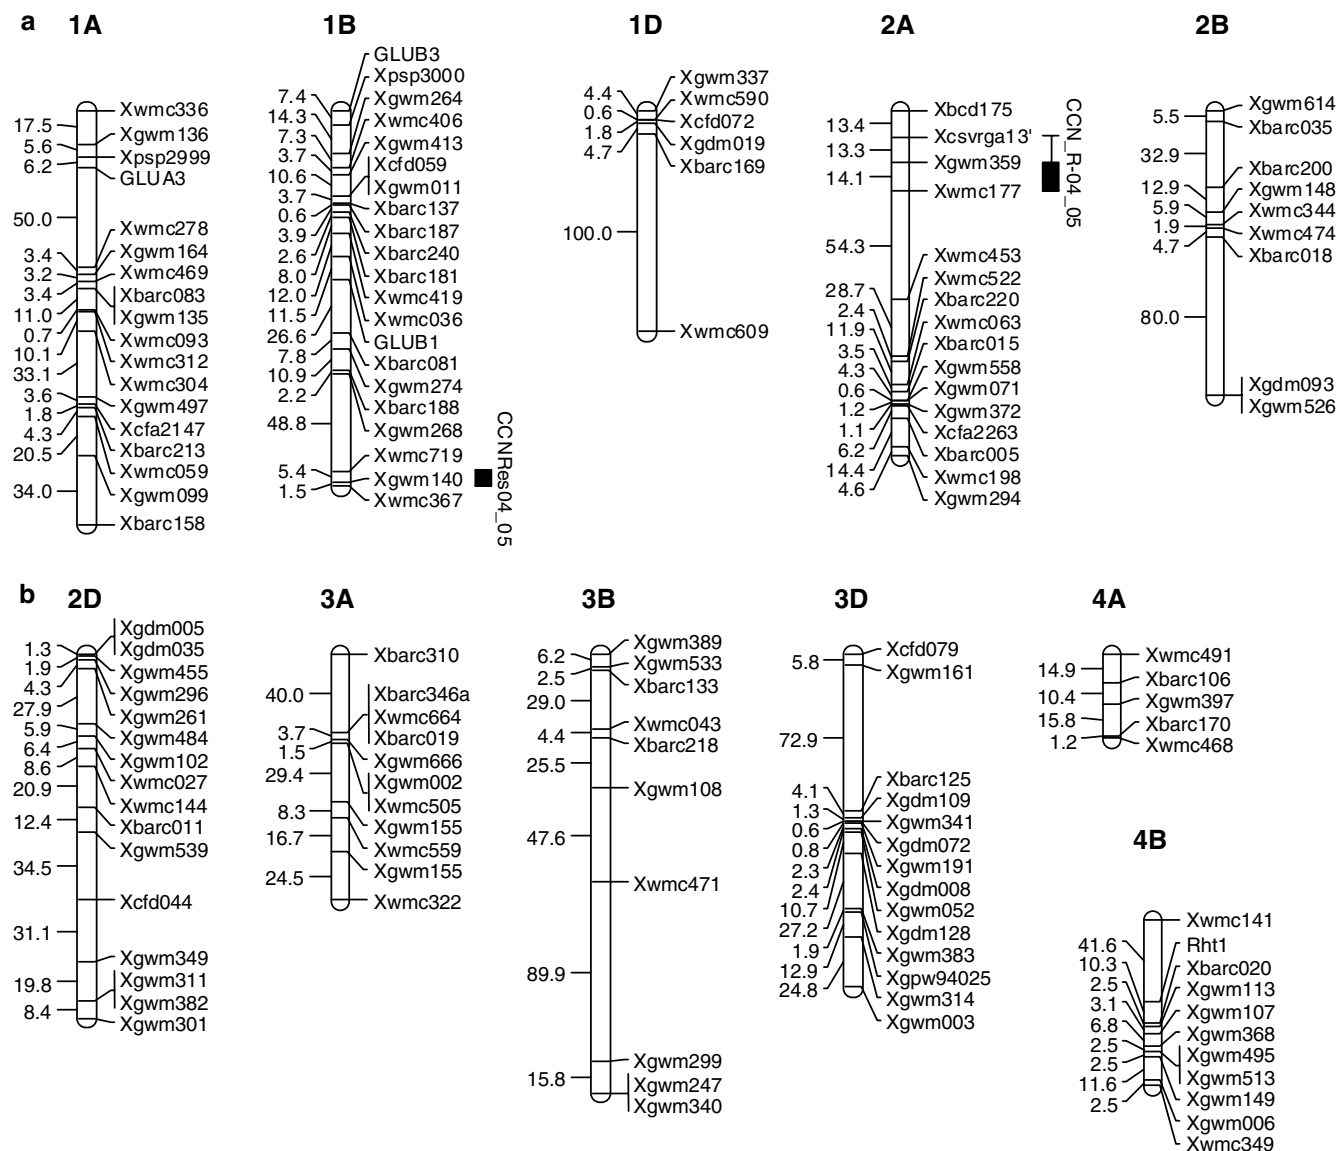 a
1A
17.5
5.6
6.2
50.0
3.4
3.2
3.4
11.0
0.7
10.1
33.1
3.6
1.8
4.3
20.5
34.0
Xwmc336
Xgwm136
Xpsp2999
GLUA3
Xwmc278
Xgwm164
Xwmc469
Xbarc083
Xgwm135
Xwmc093
Xwmc312
Xwmc304
Xgwm497
Xcfa2147
Xbarc213
Xwmc059
Xgwm099
Xbarc158
1B
7.4
14.3
7.3
3.7
10.6
3.7
0.6
3.9
2.6
8.0
12.0
11.5
26.6
7.8
10.9
2.2
48.8
5.4
1.5
GLUB3
Xpsp3000
Xgwm264
Xwmc406
Xgwm413
Xcfd059
Xgwm011
Xbarc137
Xbarc187
Xbarc240
Xbarc181
Xwmc419
Xwmc036
GLUB1
Xbarc081
Xgwm274
Xbarc188
Xgwm268
Xwmc719
Xgwm140
Xwmc367
CCNRes04_05
1D
4.4
0.6
1.8
4.7
100.0
Xgwm337
Xwmc590
Xcfd072
Xgdm019
Xbarc169
Xwmc609
2A
13.4
13.3
14.1
54.3
28.7
2.4
11.9
3.5
4.3
0.6
1.2
1.1
6.2
14.4
4.6
Xbcd175
Xcsvrga13'
Xgwm359
Xwmc177
Xwmc453
Xwmc522
Xbarc220
Xwmc063
Xbarc015
Xgwm558
Xgwm071
Xgwm372
Xcfa2263
Xbarc005
Xwmc198
Xgwm294
CCN_R-04_05
2B
5.5
32.9
12.9
5.9
1.9
4.7
80.0
Xgwm614
Xbarc035
Xbarc200
Xgwm148
Xwmc344
Xwmc474
Xbarc018
Xgdm093
Xgwm526
b
2D
1.3
1.9
4.3
27.9
5.9
6.4
8.6
20.9
12.4
34.5
31.1
19.8
8.4
Xgdm005
Xgdm035
Xgwm455
Xgwm296
Xgwm261
Xgwm484
Xgwm102
Xwmc027
Xwmc144
Xbarc011
Xgwm539
Xcfd044
Xgwm349
Xgwm311
Xgwm382
Xgwm301
3A
40.0
3.7
1.5
29.4
8.3
16.7
24.5
Xbarc310
Xbarc346a
Xwmc664
Xbarc019
Xgwm666
Xgwm002
Xwmc505
Xgwm155
Xwmc559
Xgwm155
Xwmc322
3B
6.2
2.5
29.0
4.4
25.5
47.6
89.9
15.8
Xgwm389
Xgwm533
Xbarc133
Xwmc043
Xbarc218
Xgwm108
Xwmc471
Xgwm299
Xgwm247
Xgwm340
3D
5.8
72.9
4.1
1.3
0.6
0.8
2.3
2.4
10.7
27.2
1.9
12.9
24.8
Xcfd079
Xgwm161
Xbarc125
Xgdm109
Xgwm341
Xgdm072
Xgwm191
Xgdm008
Xgwm052
Xgdm128
Xgwm383
Xgpw94025
Xgwm314
Xgwm003
4A
14.9
10.4
15.8
1.2
Xwmc491
Xbarc106
Xgwm397
Xbarc170
Xwmc468
4B
41.6
10.3
2.5
3.1
6.8
2.5
2.5
11.6
2.5
Xwmc141
Rht1
Xbarc020
Xgwm113
Xgwm107
Xgwm368
Xgwm495
Xgwm513
Xgwm149
Xgwm006
Xwmc349